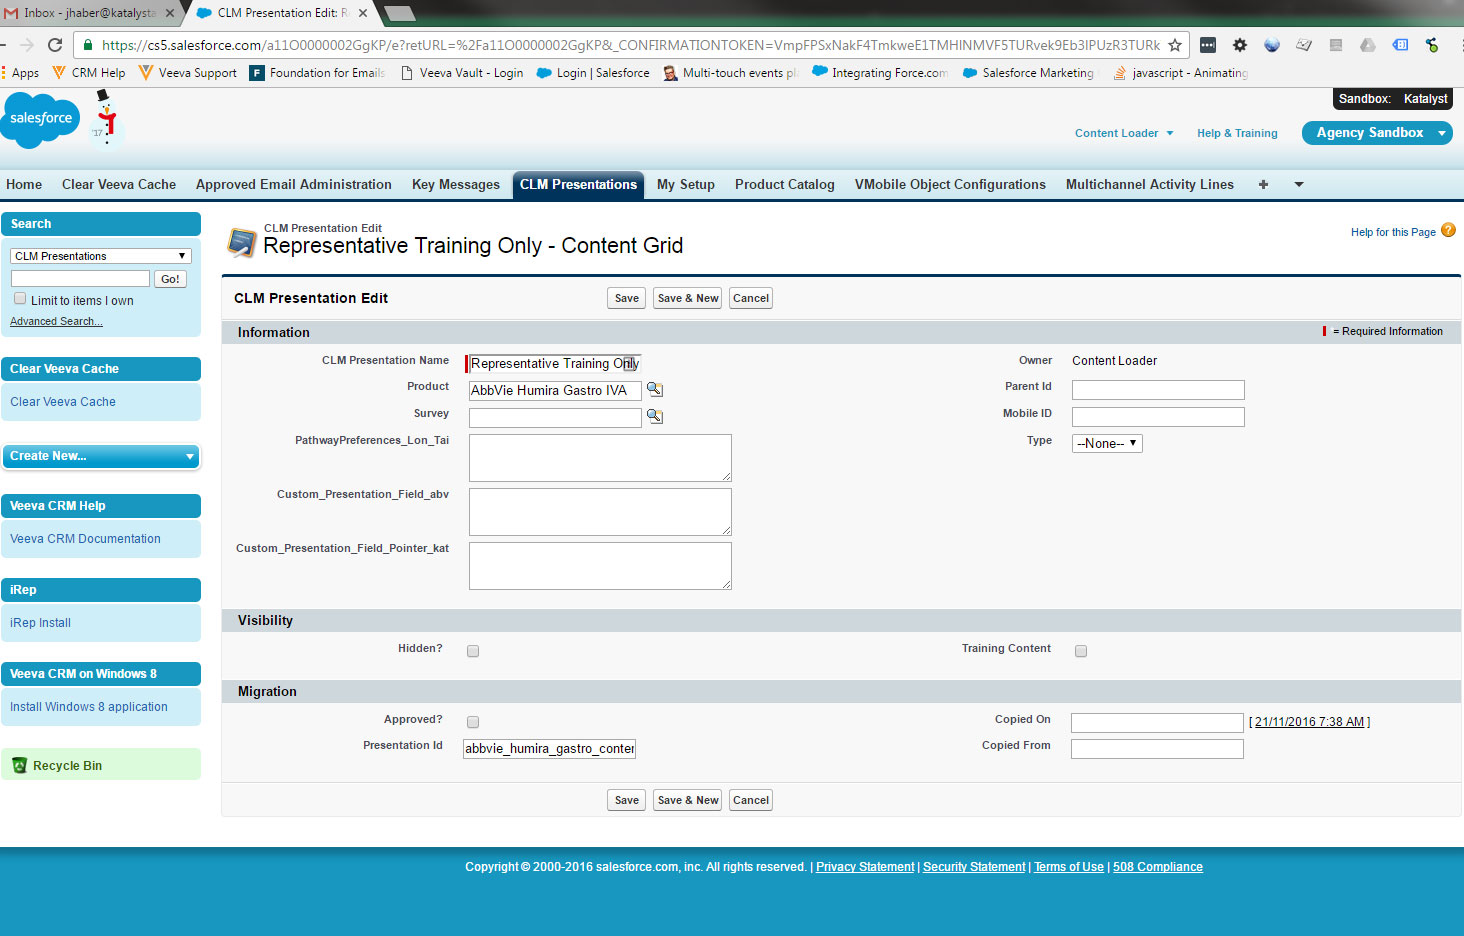 Inbox - jhaber@katalysta
CLM Presentation Edit: R
https://cs5.salesforce.com/a11O0000002GgKP/e?retURL=%2Fa11O0000002GgKP&_CONFIRMATIONTOKEN=VmpFPSxNakF4TmkweE1TMHlNMVF5TURvek9Eb3lPUzR3TURk
Apps CRM Help Veeva Support Foundation for Emails Veeva Vault - Login Login | Salesforce Multi-touch events pl Integrating Force.com Salesforce Marketing javascript - Animating
Sandbox: Katalyst
salesforce
'17
Content Loader Help & Training Agency Sandbox
Home Clear Veeva Cache Approved Email Administration Key Messages CLM Presentations My Setup Product Catalog VMobile Object Configurations Multichannel Activity Lines +
Search
CLM Presentations
Go!
Limit to items I own
Advanced Search...
Clear Veeva Cache
Clear Veeva Cache
Create New...
Veeva CRM Help
Veeva CRM Documentation
iRep
iRep Install
Veeva CRM on Windows 8
Install Windows 8 application
Recycle Bin
CLM Presentation Edit
Representative Training Only - Content Grid
Help for this Page ?
CLM Presentation Edit Save Save & New Cancel
Information = Required Information
CLM Presentation Name Representative Training Only Owner Content Loader
Product AbbVie Humira Gastro IVA Parent Id
Survey Mobile ID
PathwayPreferences_Lon_Tai Type --None--
Custom_Presentation_Field_abv
Custom_Presentation_Field_Pointer_kat
Visibility
Hidden? Training Content
Migration
Approved? Copied On [ 21/11/2016 7:38 AM ]
Presentation Id abbvie_humira_gastro_conter Copied From
Save Save & New Cancel
Copyright © 2000-2016 salesforce.com, inc. All rights reserved. | Privacy Statement | Security Statement | Terms of Use | 508 Compliance